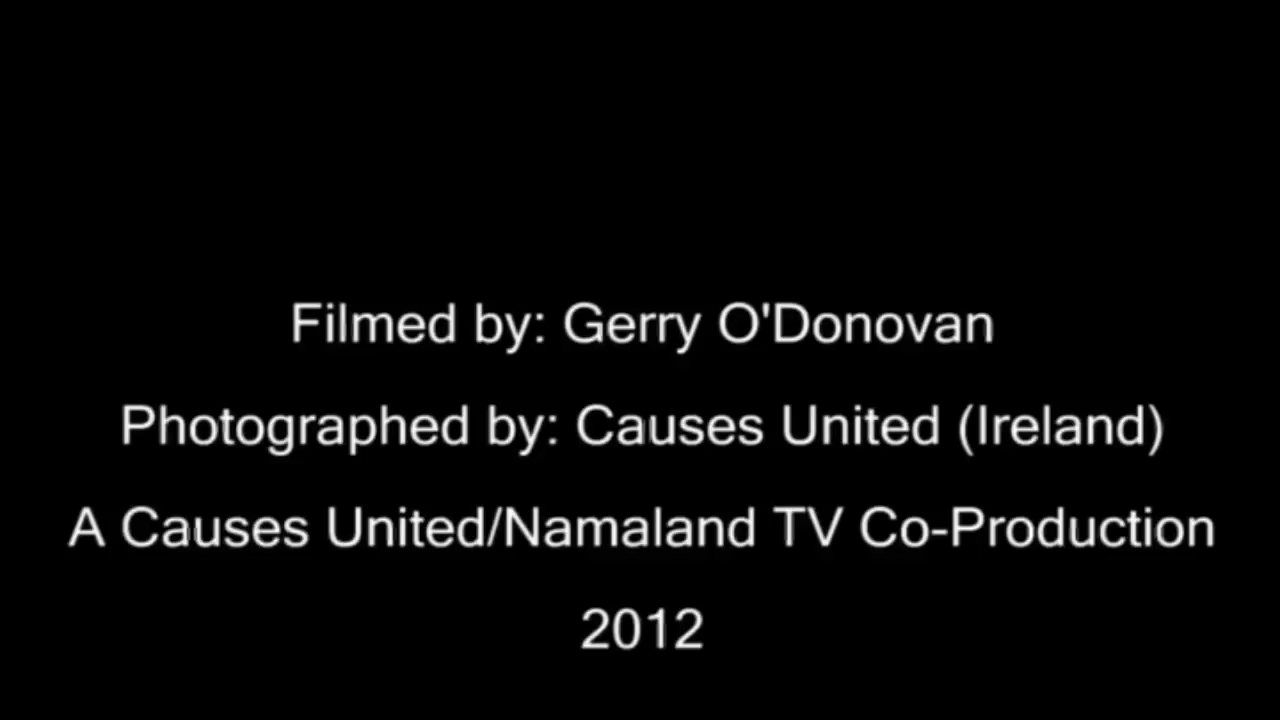 Filmed by: Gerry O'Donovan
Photographed by: Causes United (Ireland)
A Causes United/Namaland TV Co-Production
2012